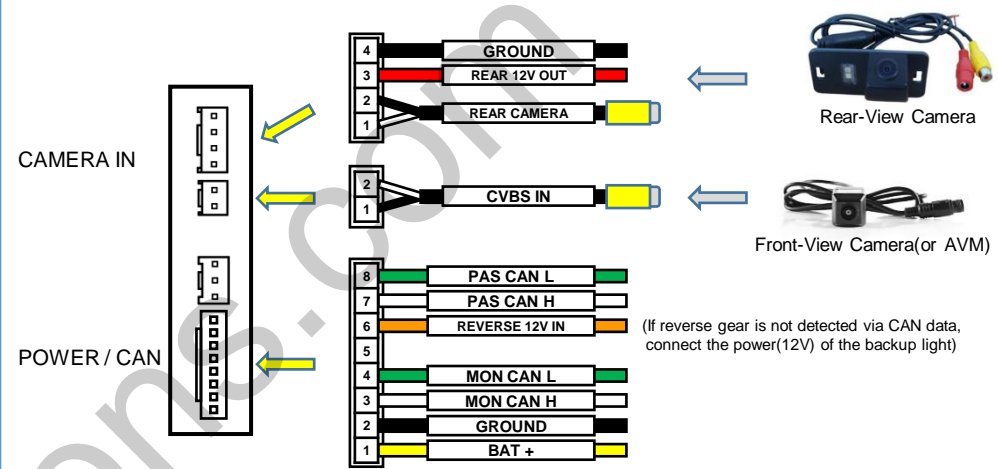 CAMERA IN
POWER / CAN
4 GROUND
3 REAR 12V OUT
2
1 REAR CAMERA
Rear-View Camera
2
1 CVBS IN
Front-View Camera(or AVM)
8 PAS CAN L
7 PAS CAN H
6 REVERSE 12V IN
(If reverse gear is not detected via CAN data,
connect the power(12V) of the backup light)
5
4 MON CAN L
3 MON CAN H
2 GROUND
1 BAT +
ons.com